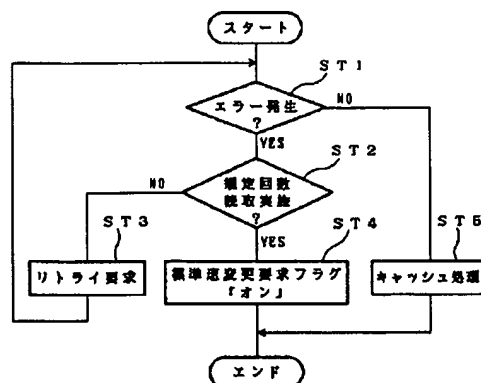 スタート
ST1
エラー発生
?
NO
YES
ST2
規定回数
読取実施
?
NO
YES
ST3
リトライ要求
ST4
標準速変更要求フラグ
「オン」
ST5
キャッシュ処理
エンド